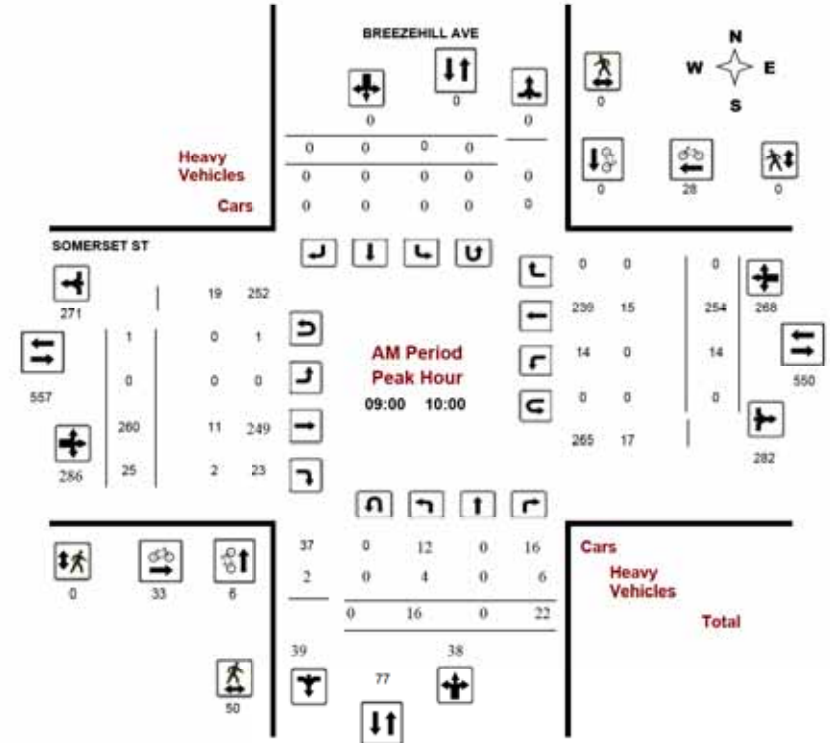 BREEZEHILL AVE
N
W E
S
0
0
0
0 0
0 0 0 0
Heavy
Vehicles
0 0 0 0 0
Cars
0 0 0 0 0
0 28 0
SOMERSET ST
271
19 252
0 0 0
239 15 254 268
1 0 1
557
AM Period
Peak Hour
09:00 10:00
14 0 14
550
0 0 0
0 0 0
260 11 249
265 17
282
286
25 2 23
37 0 12 0 16
Cars
2 0 4 0 6
Heavy
Vehicles
0 33 6
0 16 0 22
Total
39 38
77
50